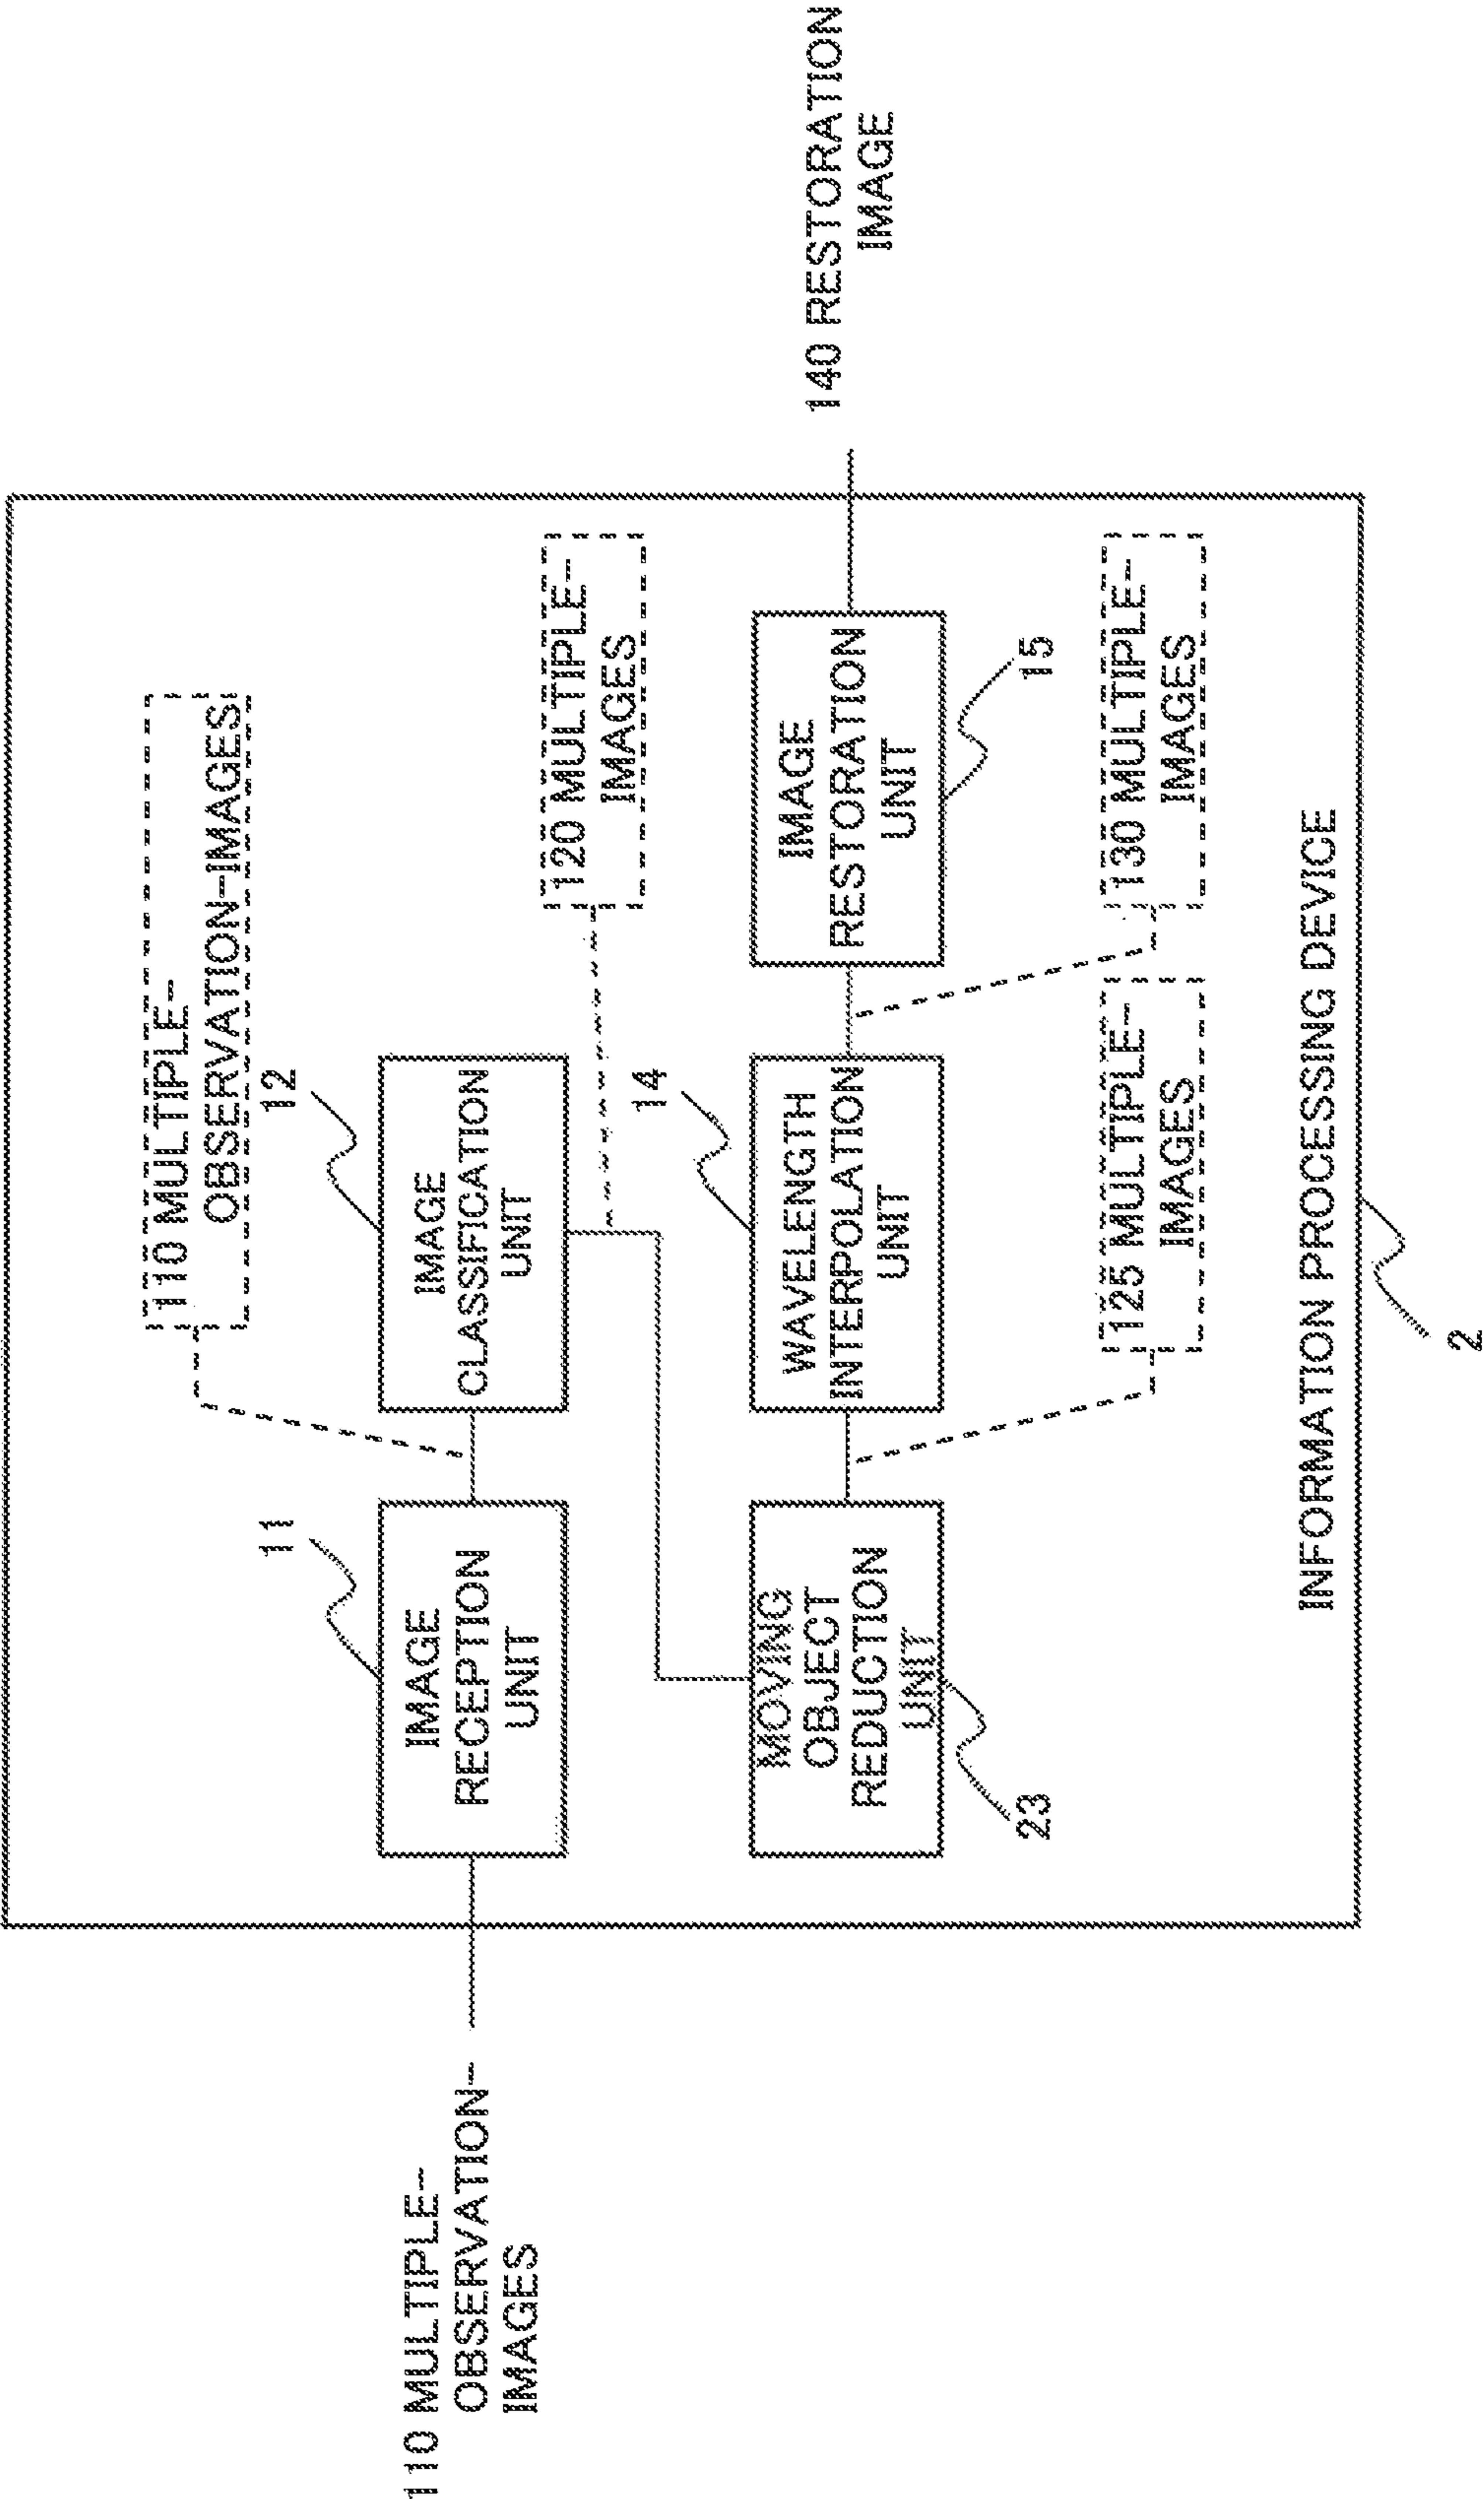 110 MULTIPLE-
OBSERVATION-
IMAGES
110 MULTIPLE-
OBSERVATION-IMAGES
11
IMAGE
RECEPTION
UNIT
12
IMAGE
CLASSIFICATION
UNIT
120 MULTIPLE-
IMAGES
MOVING
OBJECT
REDUCTION
UNIT
23
14
WAVELENGTH
INTERPOLATION
UNIT
IMAGE
RESTORATION
UNIT
15
140 RESTORATION
IMAGE
125 MULTIPLE-
IMAGES
130 MULTIPLE-
IMAGES
INFORMATION PROCESSING DEVICE
2